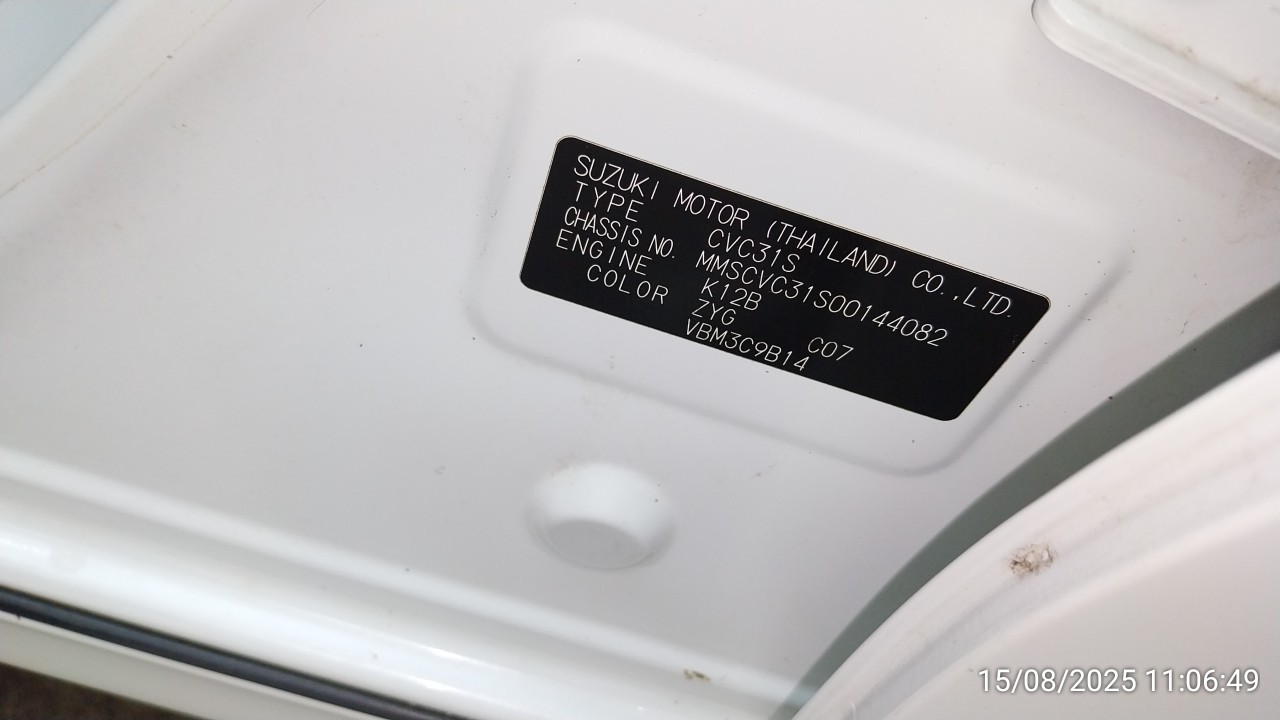 SUZUKI MOTOR (THAILAND) CO.,LTD.
TYPE CVC31S
CHASSIS NO. MMSCVC31S00144082
ENGINE K12B
COLOR ZYG C07
VBM3C9B14
15/08/2025 11:06:49